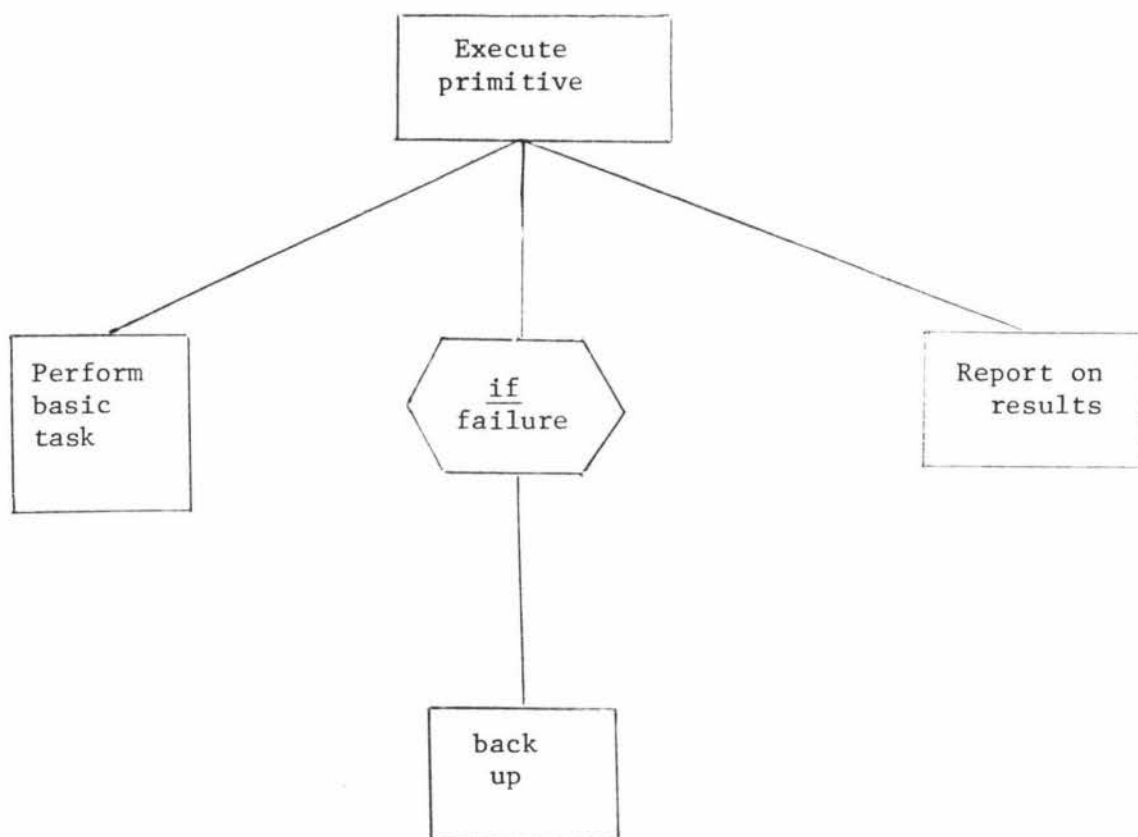 Execute
primitive
Perform
basic
task
if
failure
Report on
results
back
up